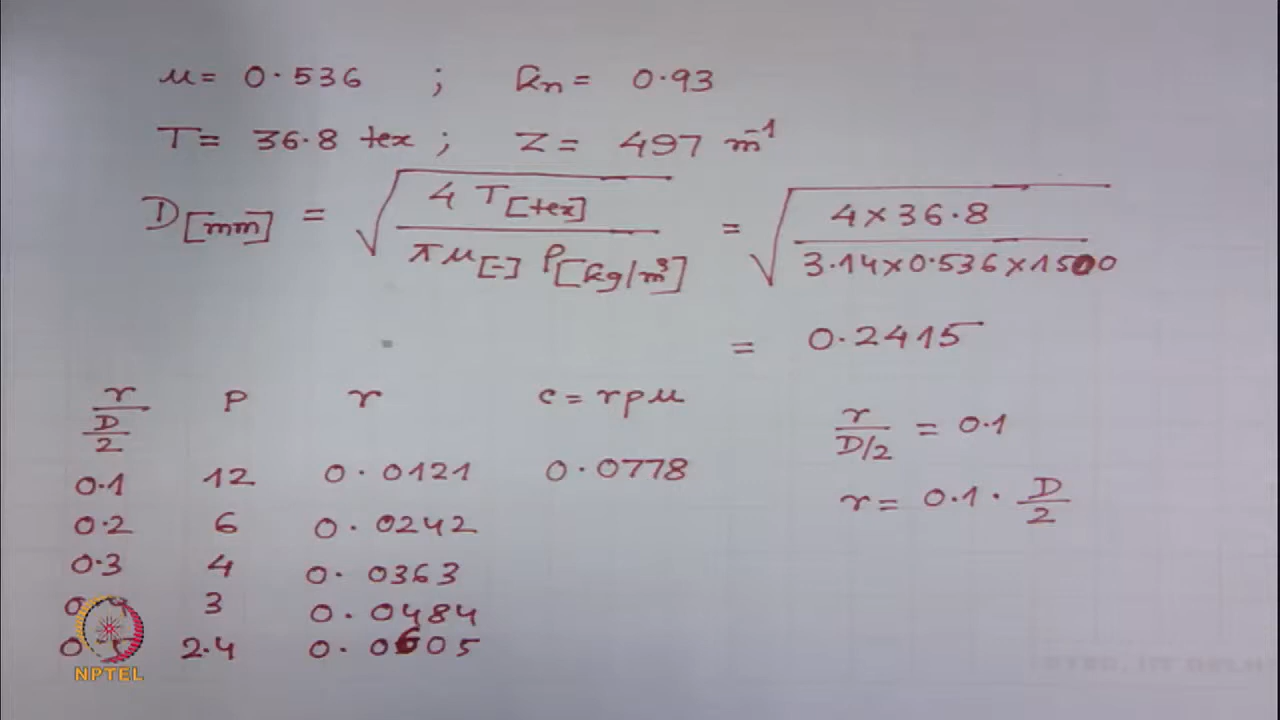 μ = 0.536 ; kn = 0.93
T = 36.8 tex ; Z = 497 m⁻¹
D[mm] = √(4 T[tex] / π μ[-] ρ[kg/m³]) = √(4×36.8 / 3.14×0.536×1500)
= 0.2415
r/(D/2) P r c = rpμ
0.1 12 0.0121 0.0778
0.2 6 0.0242
0.3 4 0.0363
3 0.0484
2.4 0.0605
r/(D/2) = 0.1
r = 0.1 · D/2
NPTEL